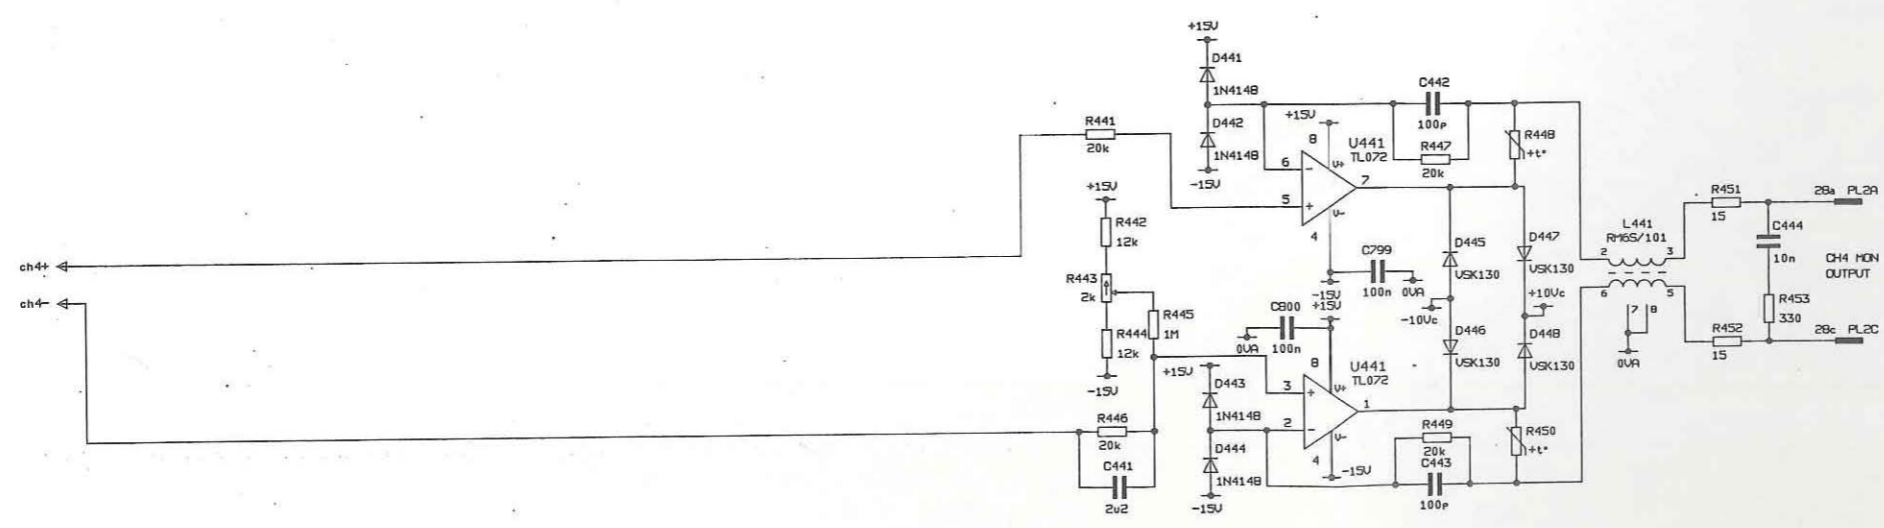 +15V
D441
1N4148
D442
1N4148
-15V
C442
100p
R447
20k
R448
+t°
R441
20k
+15V
8
U441
TL072
6
-
V+
7
5
+
V-
4
+15V
R442
12k
R443
2k
R444
12k
-15V
R445
1M
ch4+
ch4-
C799
100n
0VA
-15V
+15V
C800
0VA
100n
D445
VSK130
D447
VSK130
-10Vc
+10Vc
D446
VSK130
D448
VSK130
L441
RM6S/101
2
3
6
5
7
8
0VA
R451
15
28a PL2A
C444
10n
CH4 MON
OUTPUT
R453
330
R452
15
28c PL2C
+15V
D443
1N4148
D444
1N4148
-15V
8
U441
TL072
3
+
V+
1
2
-
V-
4
-15V
R449
20k
C443
100p
R450
+t°
R446
20k
C441
2u2